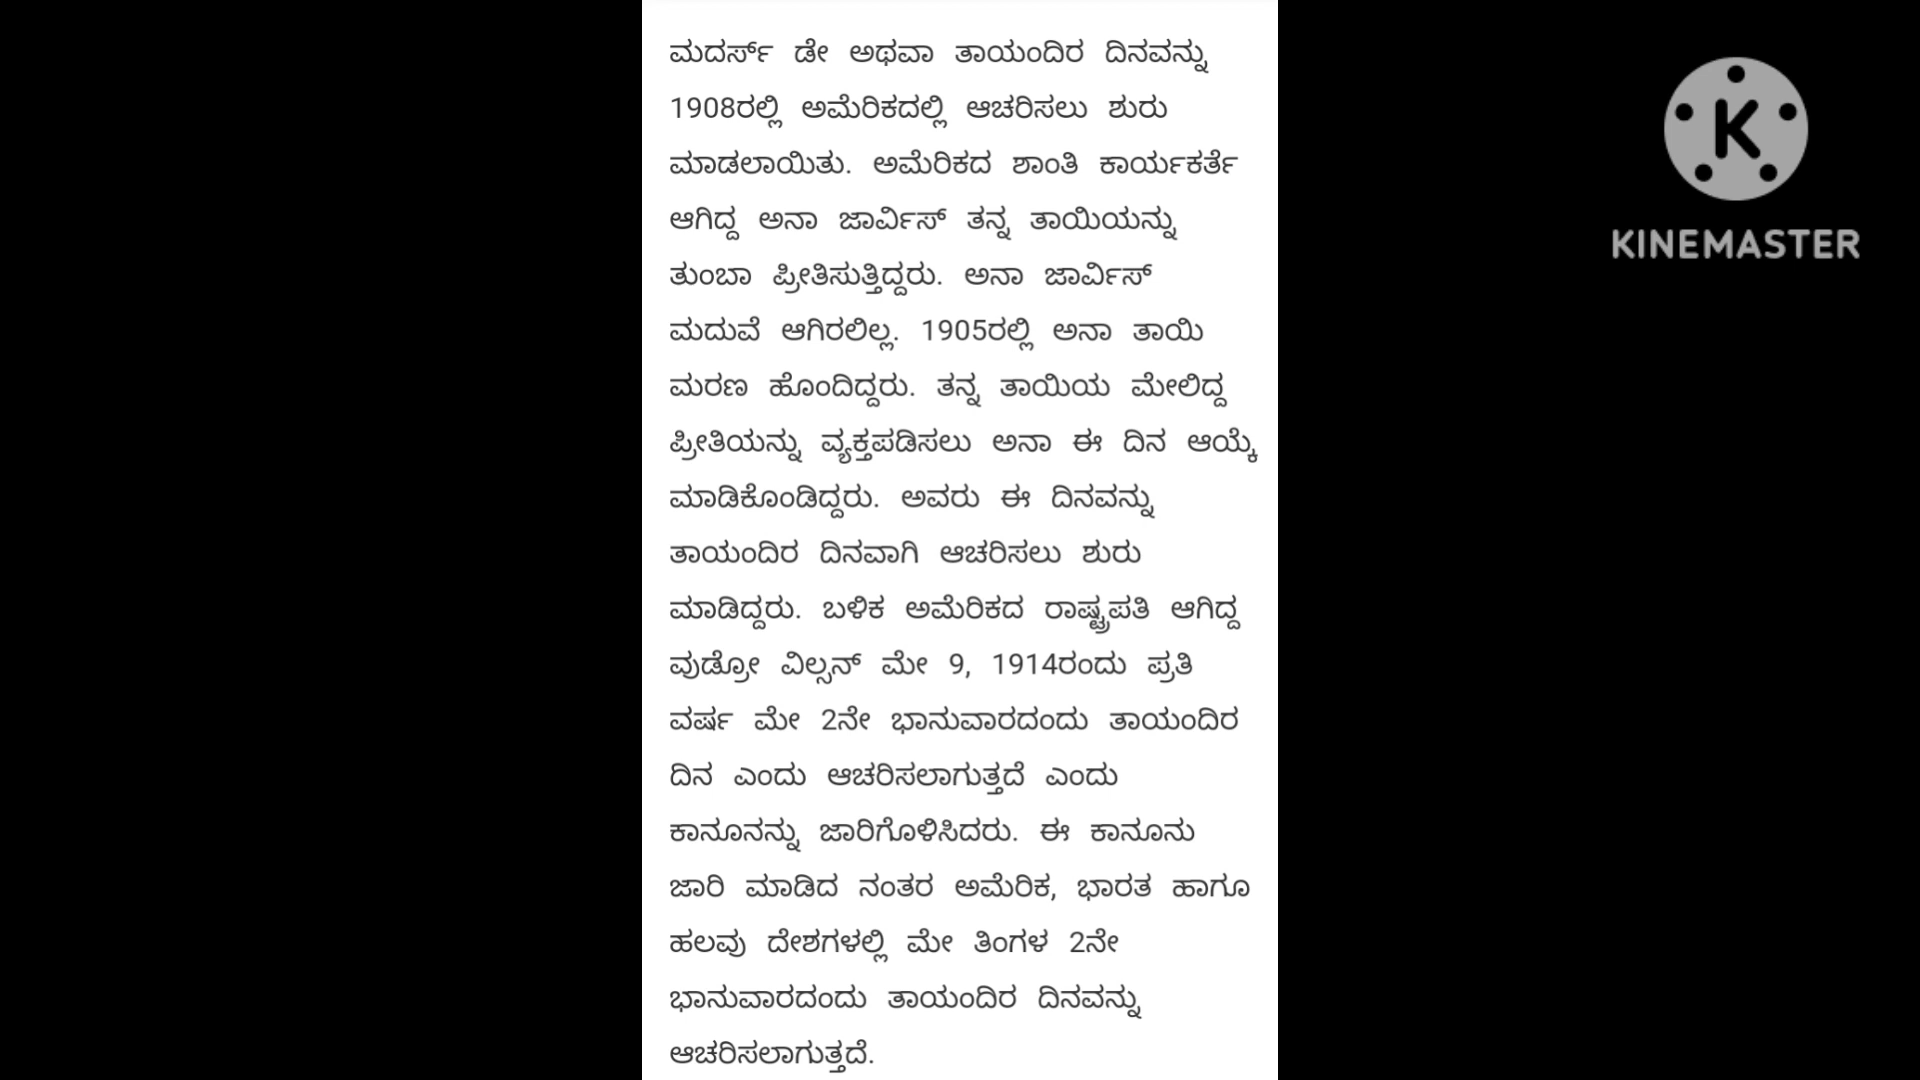 ಮದರ್ಸ್ ಡೇ ಅಥವಾ ತಾಯಂದಿರ ದಿನವನ್ನು
1908ರಲ್ಲಿ ಅಮೆರಿಕದಲ್ಲಿ ಆಚರಿಸಲು ಶುರು
ಮಾಡಲಾಯಿತು. ಅಮೆರಿಕದ ಶಾಂತಿ ಕಾರ್ಯಕರ್ತೆ
ಆಗಿದ್ದ ಅನಾ ಜಾರ್ವಿಸ್ ತನ್ನ ತಾಯಿಯನ್ನು
ತುಂಬಾ ಪ್ರೀತಿಸುತ್ತಿದ್ದರು. ಅನಾ ಜಾರ್ವಿಸ್
ಮದುವೆ ಆಗಿರಲಿಲ್ಲ. 1905ರಲ್ಲಿ ಅನಾ ತಾಯಿ
ಮರಣ ಹೊಂದಿದ್ದರು. ತನ್ನ ತಾಯಿಯ ಮೇಲಿದ್ದ
ಪ್ರೀತಿಯನ್ನು ವ್ಯಕ್ತಪಡಿಸಲು ಅನಾ ಈ ದಿನ ಆಯ್ಕೆ
ಮಾಡಿಕೊಂಡಿದ್ದರು. ಅವರು ಈ ದಿನವನ್ನು
ತಾಯಂದಿರ ದಿನವಾಗಿ ಆಚರಿಸಲು ಶುರು
ಮಾಡಿದ್ದರು. ಬಳಿಕ ಅಮೆರಿಕದ ರಾಷ್ಟ್ರಪತಿ ಆಗಿದ್ದ
ವುಡ್ರೋ ವಿಲ್ಸನ್ ಮೇ 9, 1914ರಂದು ಪ್ರತಿ
ವರ್ಷ ಮೇ 2ನೇ ಭಾನುವಾರದಂದು ತಾಯಂದಿರ
ದಿನ ಎಂದು ಆಚರಿಸಲಾಗುತ್ತದೆ ಎಂದು
ಕಾನೂನನ್ನು ಜಾರಿಗೊಳಿಸಿದರು. ಈ ಕಾನೂನು
ಜಾರಿ ಮಾಡಿದ ನಂತರ ಅಮೆರಿಕ, ಭಾರತ ಹಾಗೂ
ಹಲವು ದೇಶಗಳಲ್ಲಿ ಮೇ ತಿಂಗಳ 2ನೇ
ಭಾನುವಾರದಂದು ತಾಯಂದಿರ ದಿನವನ್ನು
ಆಚರಿಸಲಾಗುತ್ತದೆ.
K
KINEMASTER